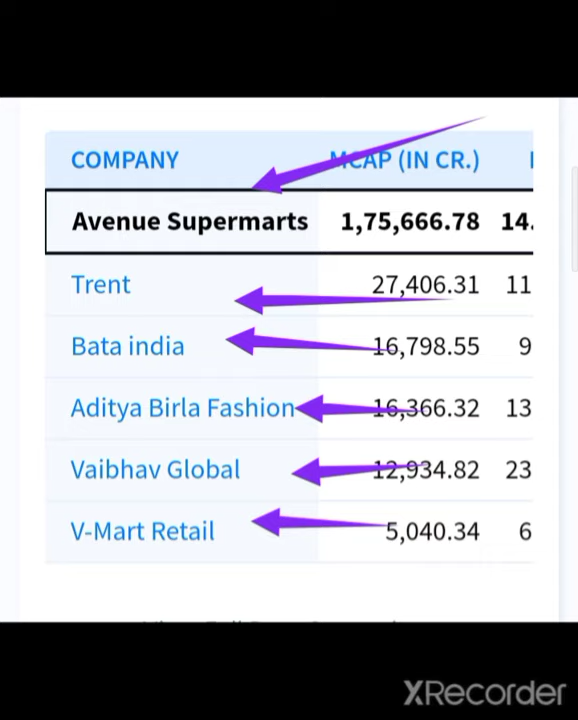 COMPANY MCAP (IN CR.)
Avenue Supermarts 1,75,666.78 14.
Trent 27,406.31 11
Bata india 16,798.55 9
Aditya Birla Fashion 16,366.32 13
Vaibhav Global 12,934.82 23
V-Mart Retail 5,040.34 6
XRecorder